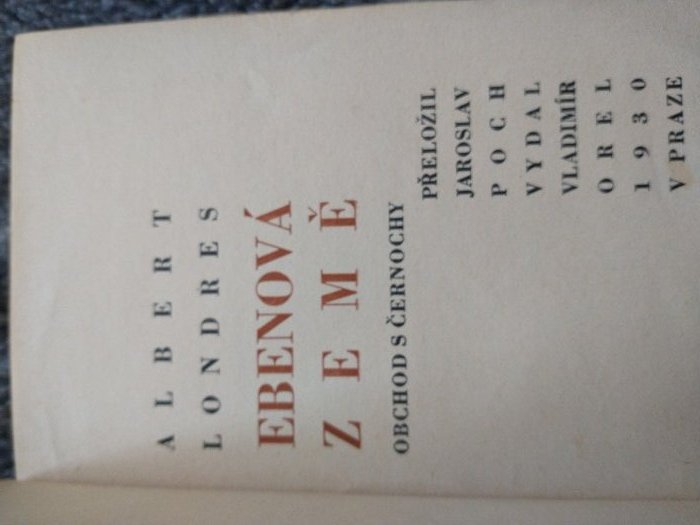 ALBERT
LONDRES
EBENOVÁ
ZEMĚ
OBCHOD S ČERNOCHY
PŘELOŽIL
JAROSLAV
POCH
VYDAL
VLADIMÍR
OREL
1930
V PRAZE